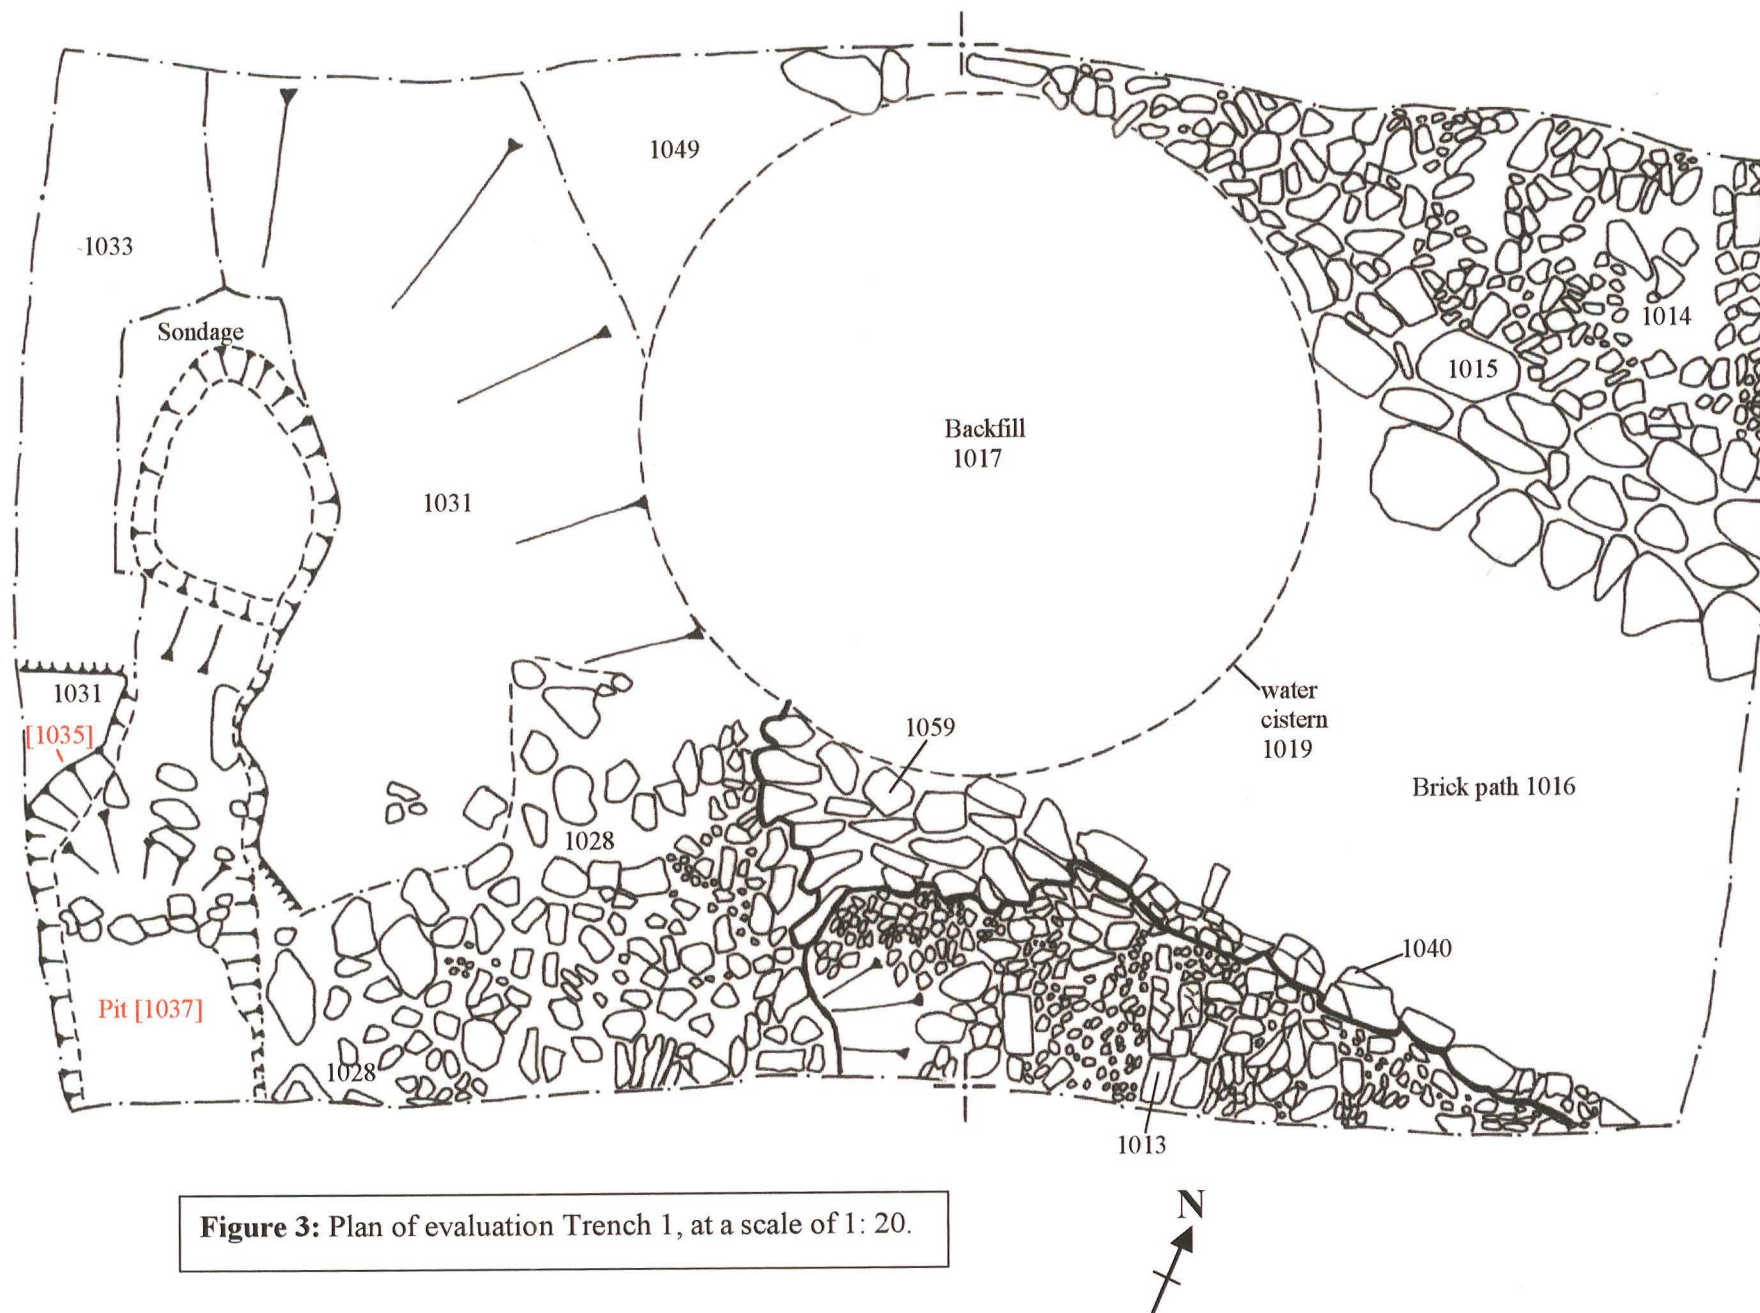 1049
1033
Sondage
1014
1015
Backfill
1017
1031
1031
[1035]
water
cistern
1019
1059
Brick path 1016
1028
1040
Pit [1037]
1028
1013
Figure 3: Plan of evaluation Trench 1, at a scale of 1: 20.
N